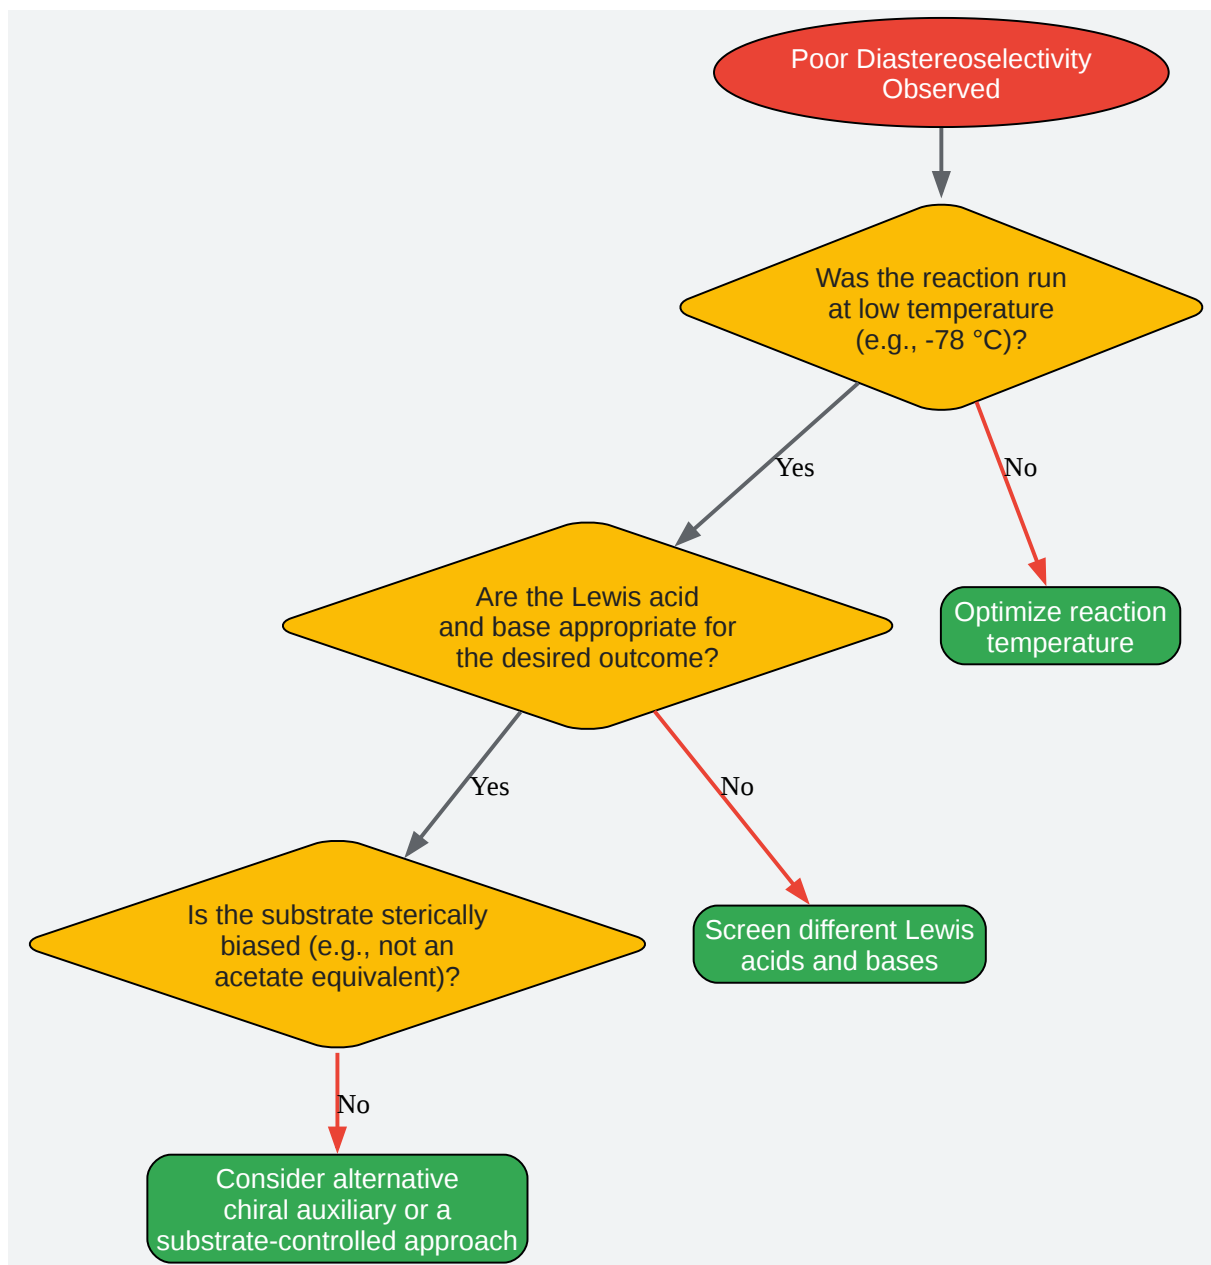 Poor Diastereoselectivity
Observed
Was the reaction run
at low temperature
(e.g., -78 °C)?
Yes
No
Are the Lewis acid
and base appropriate for
the desired outcome?
Optimize reaction
temperature
Yes
No
Is the substrate sterically
biased (e.g., not an
acetate equivalent)?
Screen different Lewis
acids and bases
No
Consider alternative
chiral auxiliary or a
substrate-controlled approach